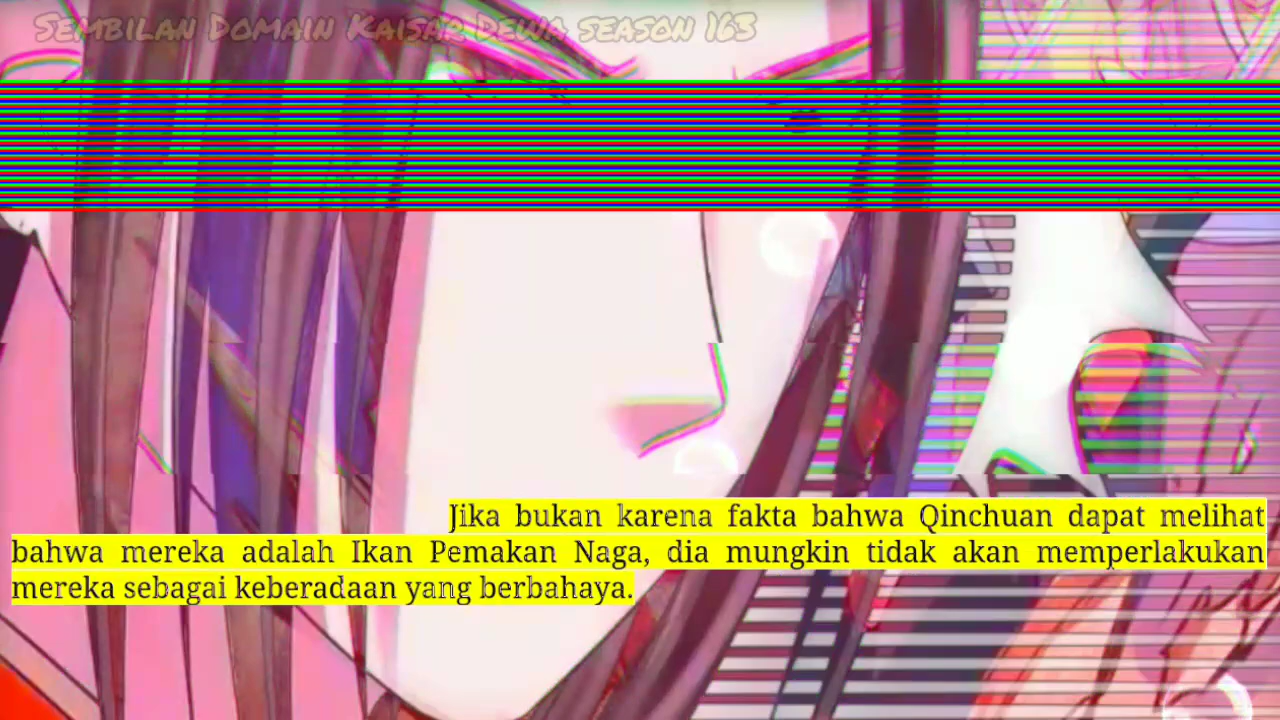 Sembilan Domain Kaisar Dewa season 163
Jika bukan karena fakta bahwa Qinchuan dapat melihat
bahwa mereka adalah Ikan Pemakan Naga, dia mungkin tidak akan memperlakukan
mereka sebagai keberadaan yang berbahaya.